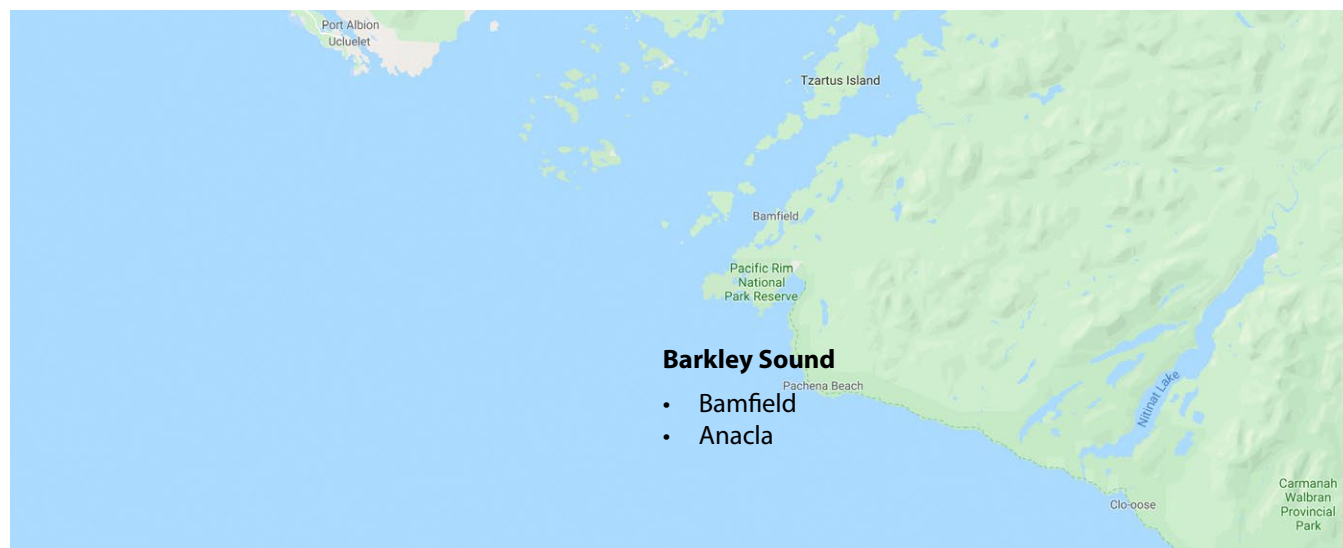 Port Albion
Ucluelet
Tzartus Island
Bamfield
Pacific Rim
National
Park Reserve
Barkley Sound
Pachena Beach
• Bamfield
• Anacla
Nitinat Lake
Carmanah
Walbran
Provincial
Park
Clo-oose